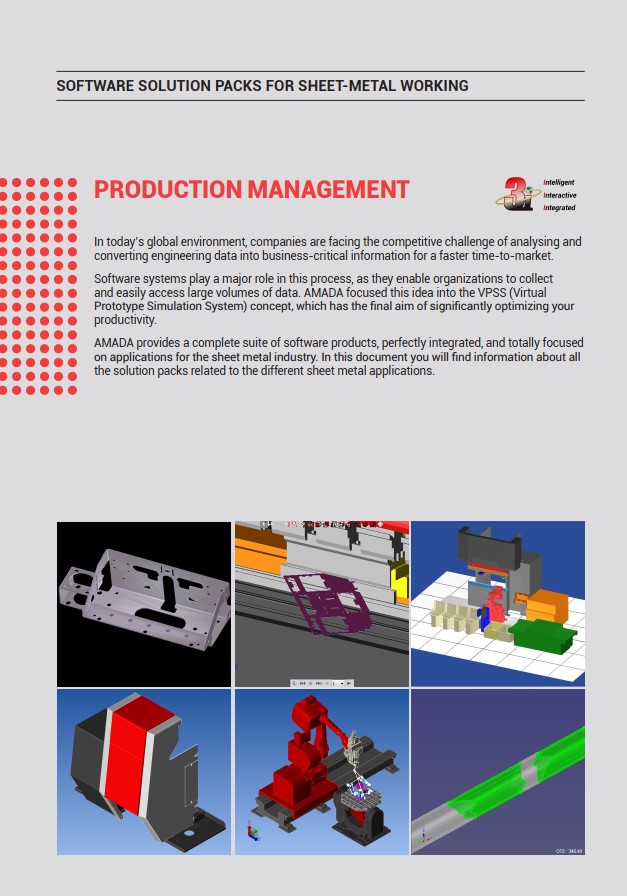 SOFTWARE SOLUTION PACKS FOR SHEET-METAL WORKING
PRODUCTION MANAGEMENT
3i
Intelligent
Interactive
Integrated
In today's global environment, companies are facing the competitive challenge of analysing and
converting engineering data into business-critical information for a faster time-to-market.
Software systems play a major role in this process, as they enable organizations to collect
and easily access large volumes of data. AMADA focused this idea into the VPSS (Virtual
Prototype Simulation System) concept, which has the final aim of significantly optimizing your
productivity.
AMADA provides a complete suite of software products, perfectly integrated, and totally focused
on applications for the sheet metal industry. In this document you will find information about all
the solution packs related to the different sheet metal applications.